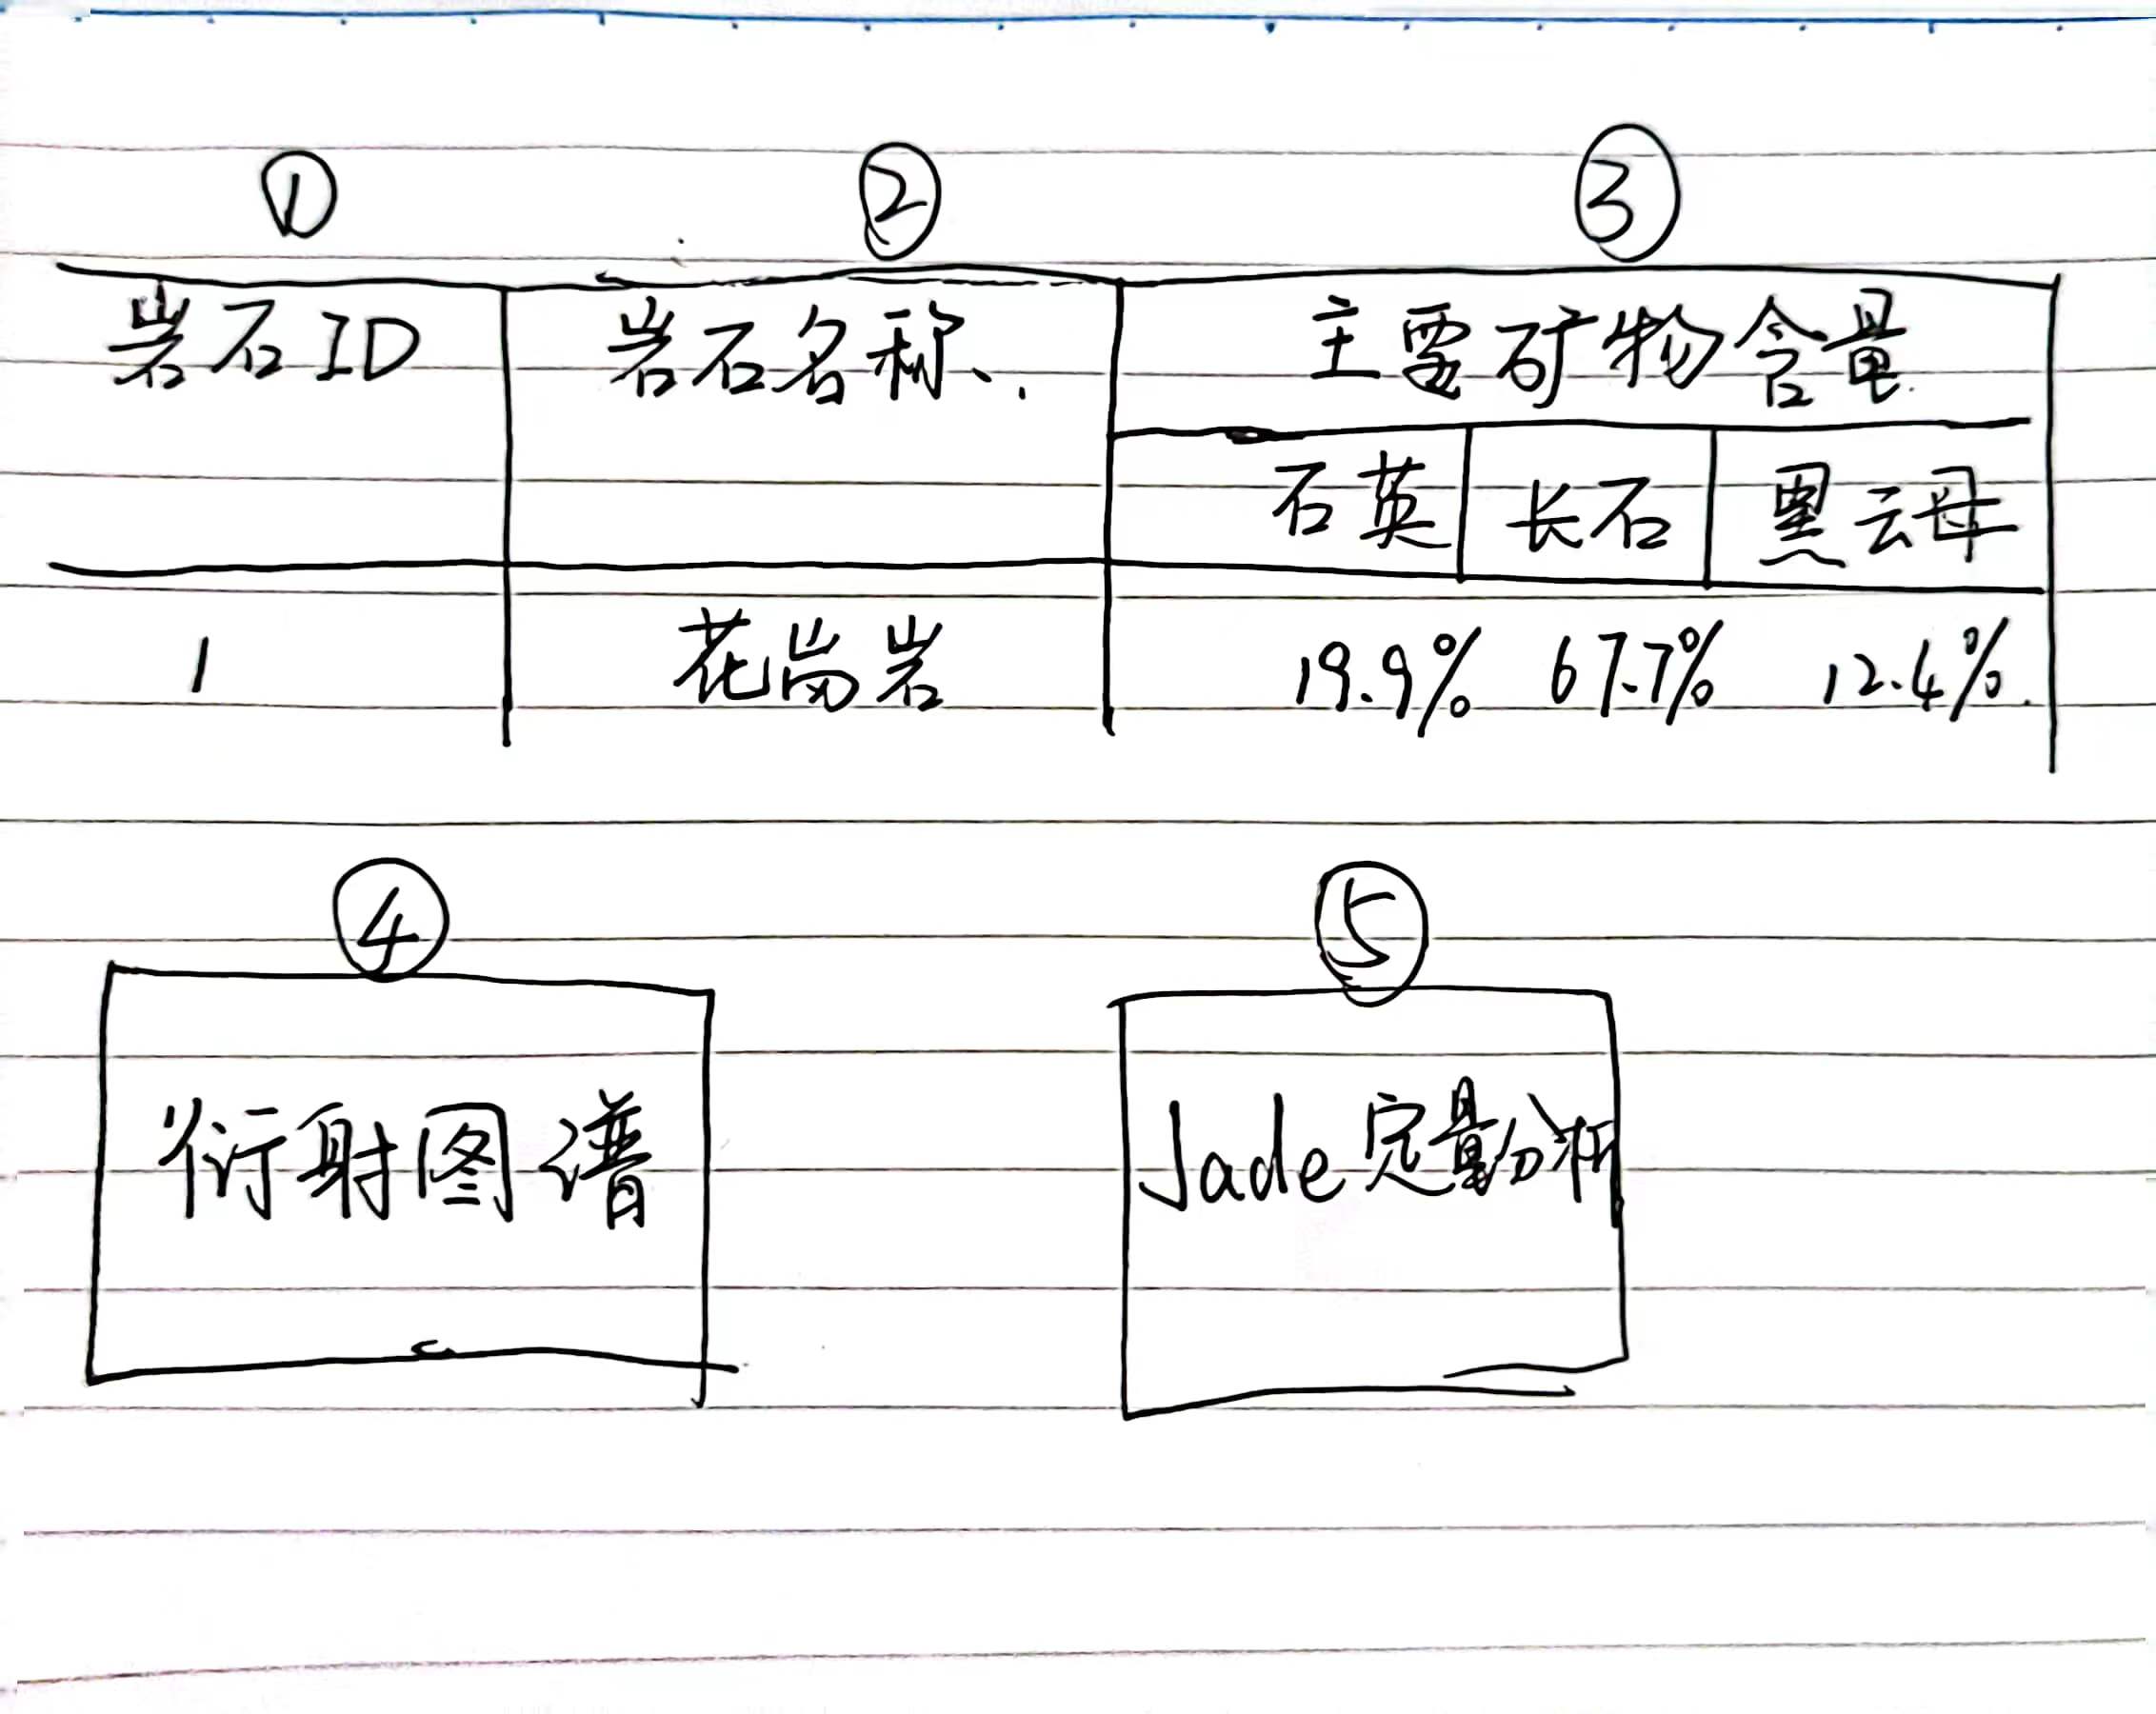 ① ② ③
岩石ID 岩石名称. 主要矿物含量.
石英 长石 黑云母
1 花岗岩 19.9% 67.7% 12.4%.
④ ⑤
衍射图谱 Jade定量分析